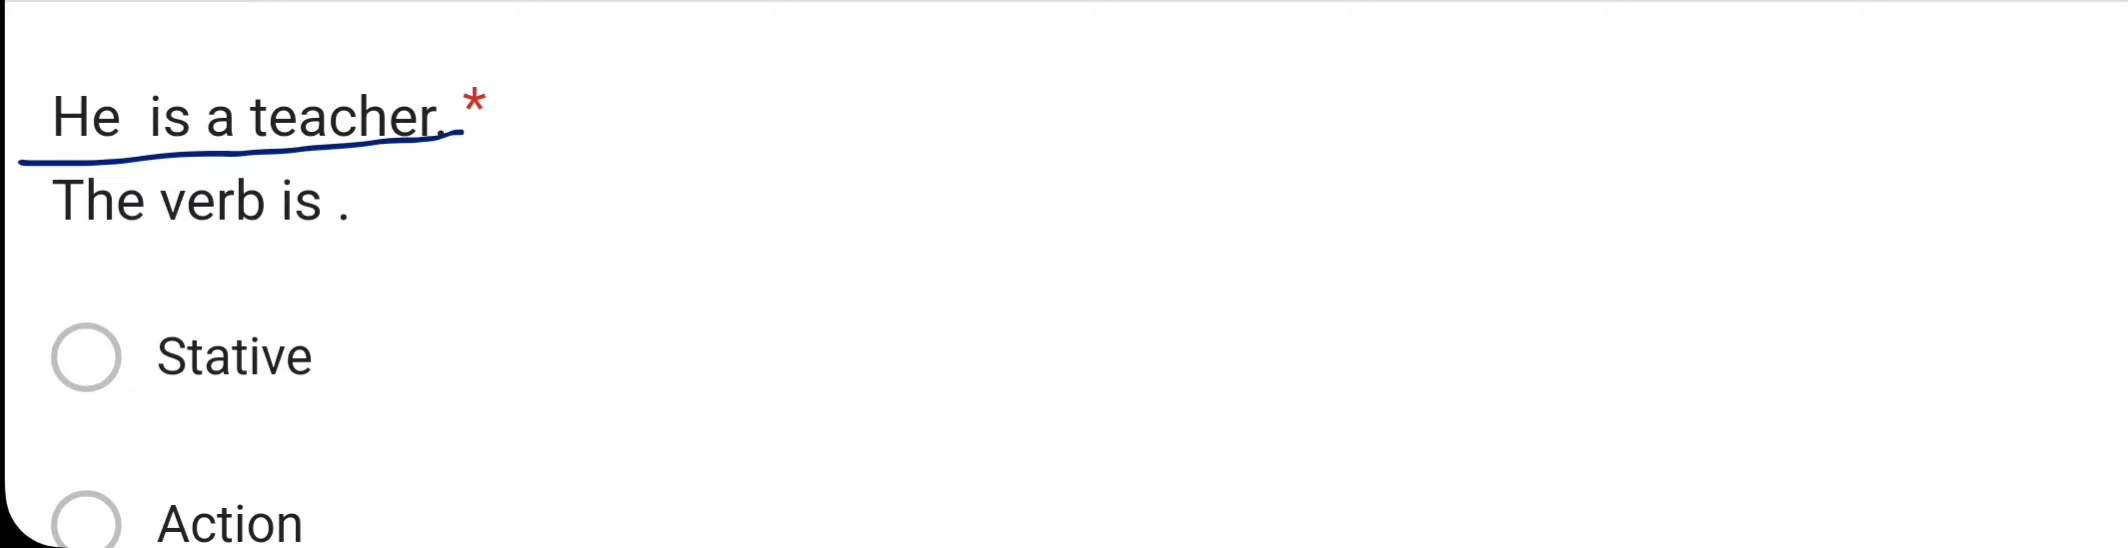 He  is a teacher. *
The verb is .
Stative
Action